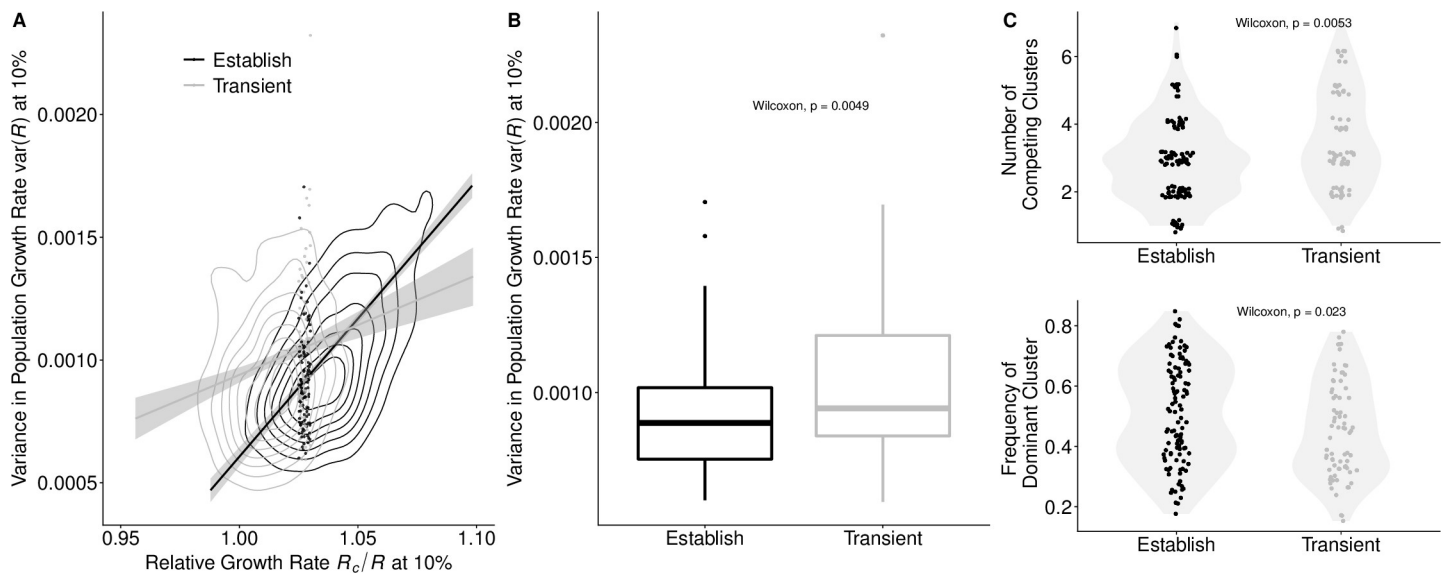 A
Variance in Population Growth Rate var(R) at 10%
Establish
Transient
0.0020
0.0015
0.0010
0.0005
0.95
1.00
1.05
1.10
Relative Growth Rate Rc/R at 10%
B
Variance in Population Growth Rate var(R) at 10%
Wilcoxon, p = 0.0049
0.0020
0.0015
0.0010
Establish
Transient
C
Number of
Competing Clusters
Wilcoxon, p = 0.0053
6
4
2
Establish
Transient
Frequency of
Dominant Cluster
Wilcoxon, p = 0.023
0.8
0.6
0.4
0.2
Establish
Transient